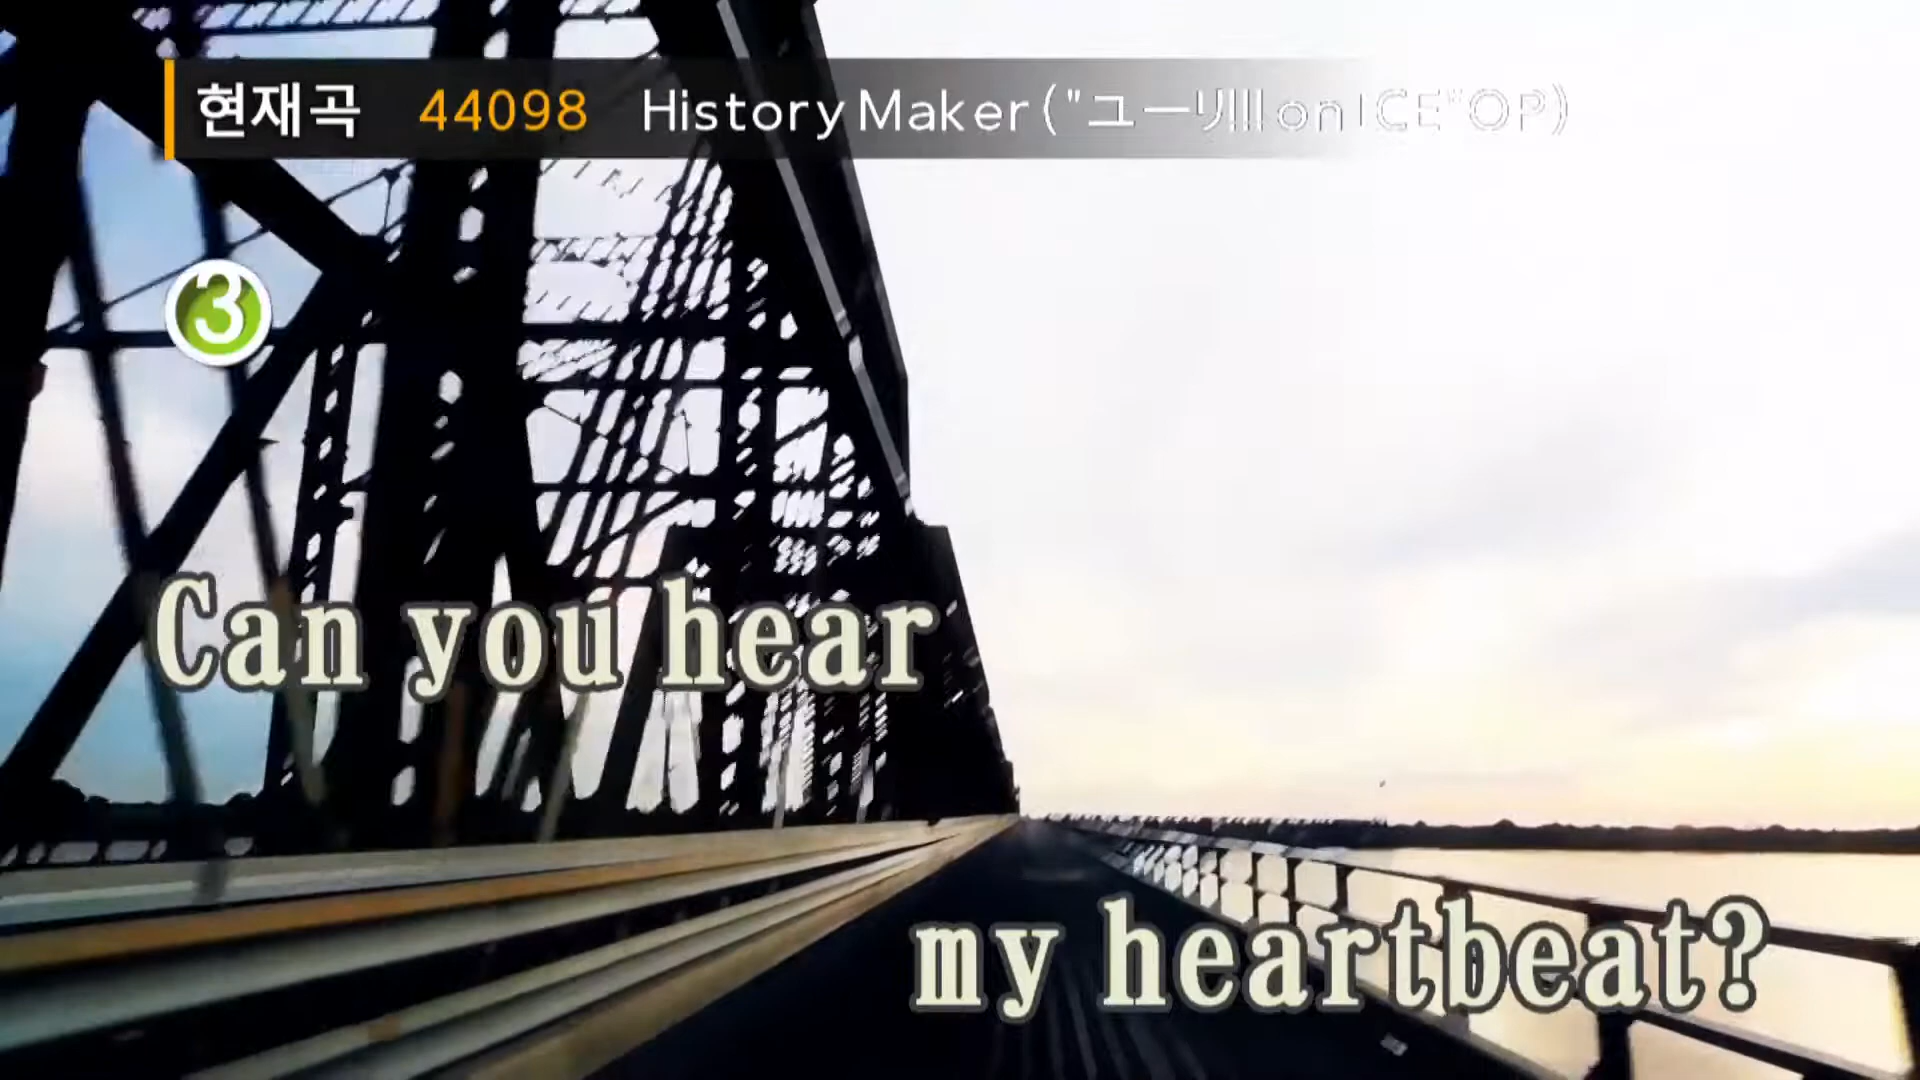 현재곡 44098 History Maker("ユーリ!!! on ICE"OP)
3
Can you hear
my heartbeat?